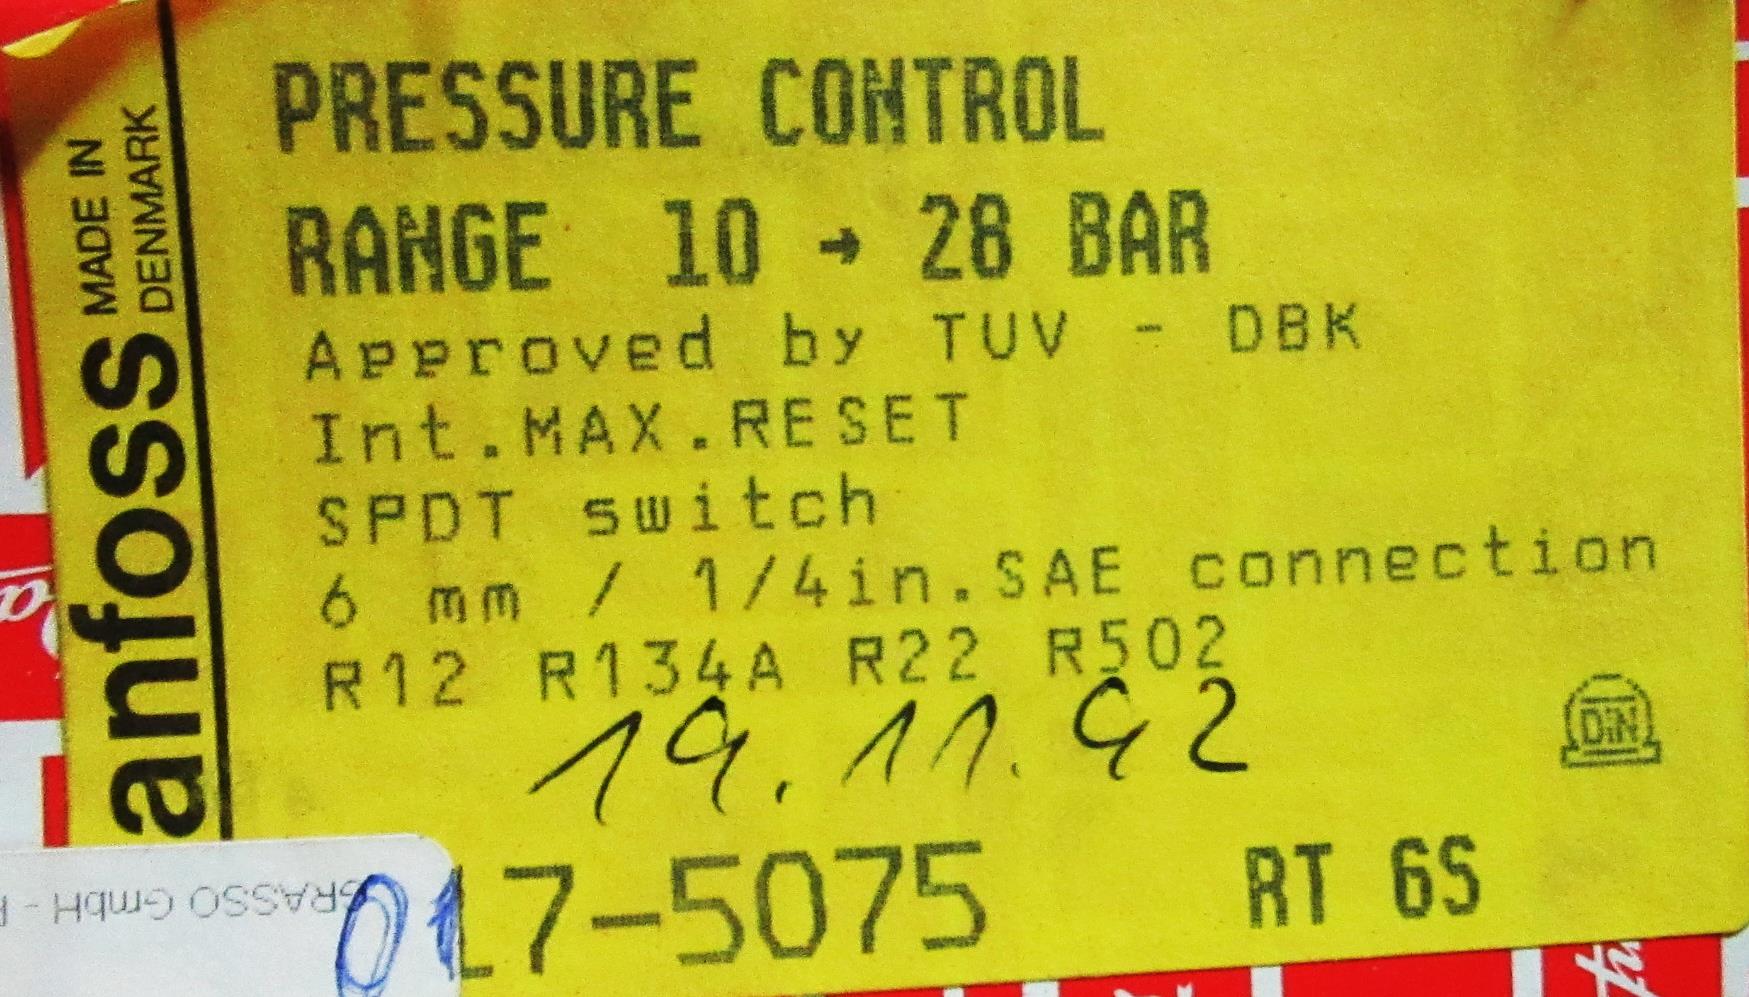 PRESSURE CONTROL
RANGE 10 → 28 BAR
Approved by TUV - DBK
Int.MAX.RESET
SPDT switch
6 mm / 1/4in.SAE connection
R12 R134A R22 R502
19.11.92
DIN
017-5075 RT 6S
MADE IN
DENMARK
anfoss
GRASSO GmbH -